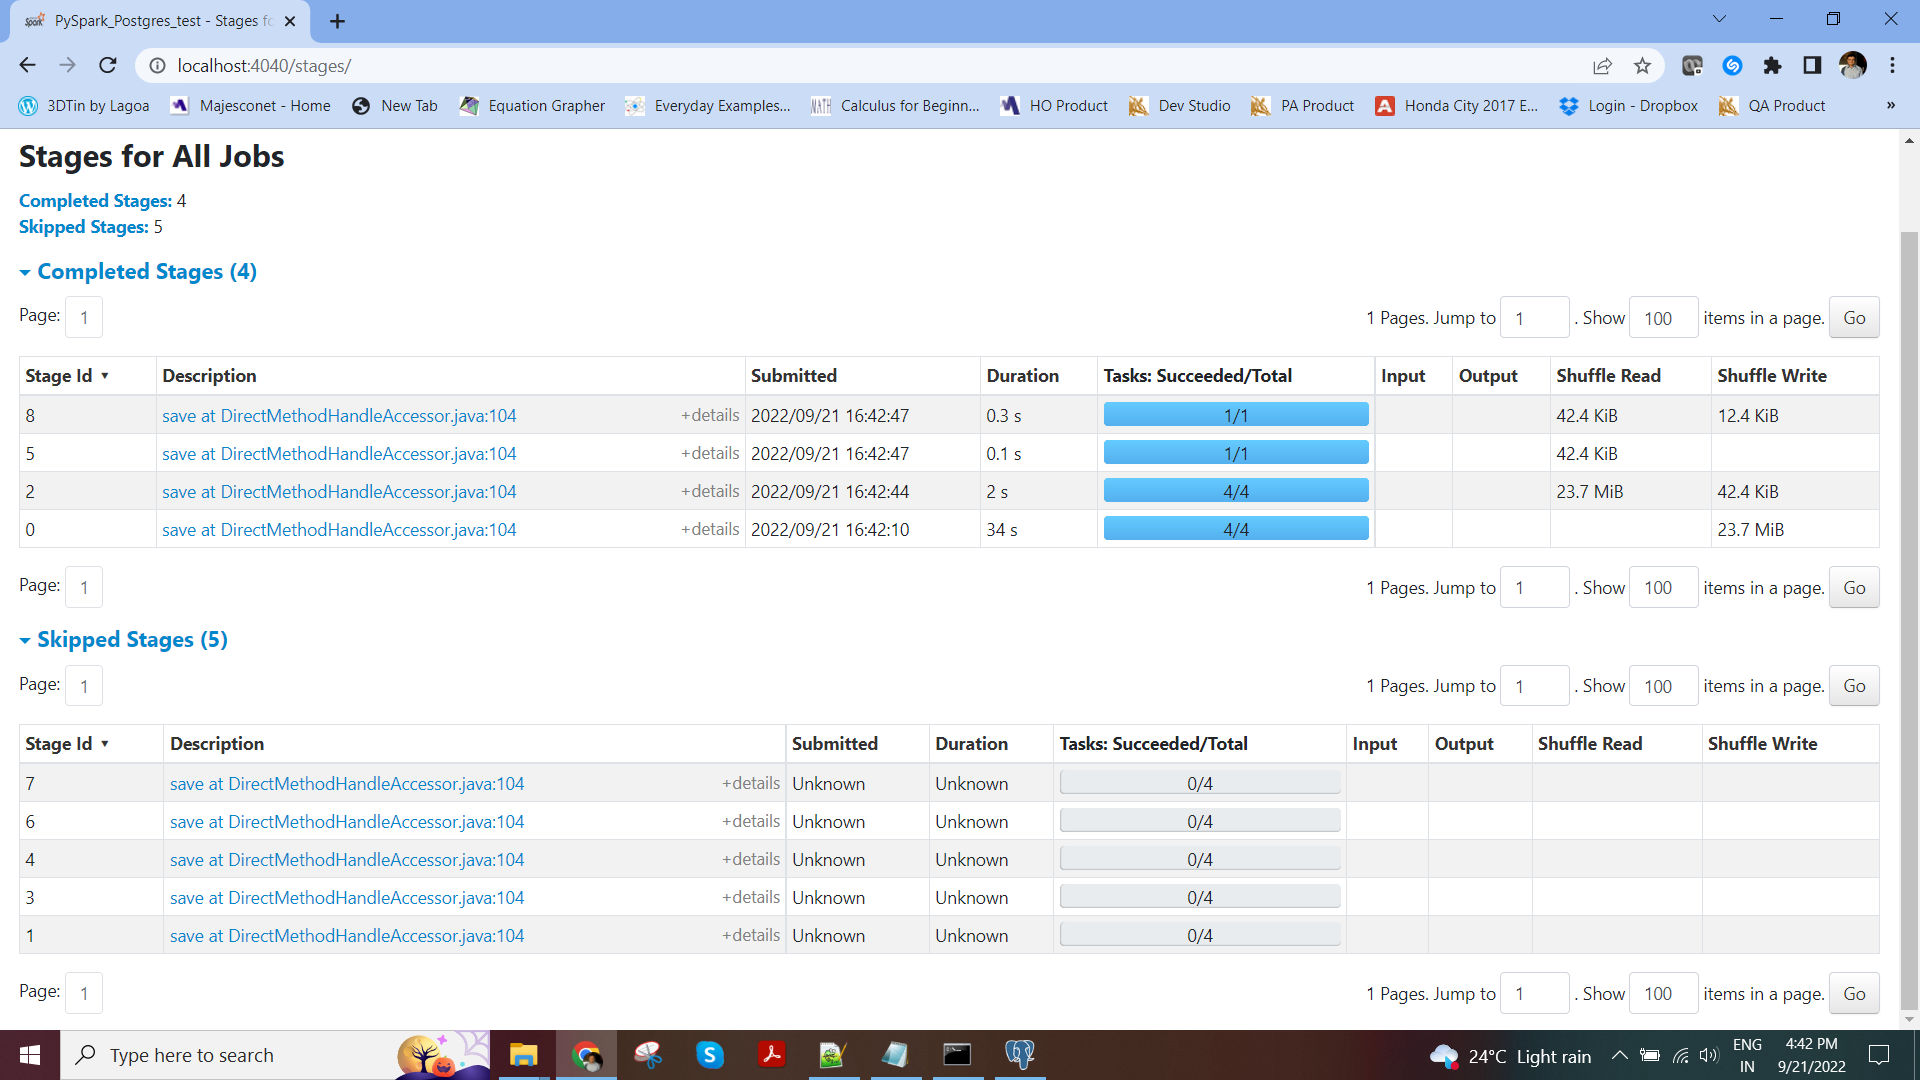 PySpark_Postgres_test - Stages fo
localhost:4040/stages/
3DTin by Lagoa Majesconet - Home New Tab Equation Grapher Everyday Examples... MATH Calculus for Beginn... HO Product Dev Studio PA Product Honda City 2017 E... Login - Dropbox QA Product »
Stages for All Jobs
Completed Stages: 4
Skipped Stages: 5
Completed Stages (4)
Page: 1 1 Pages. Jump to 1 . Show 100 items in a page. Go
Stage Id ▾ Description Submitted Duration Tasks: Succeeded/Total Input Output Shuffle Read Shuffle Write
8 save at DirectMethodHandleAccessor.java:104 +details 2022/09/21 16:42:47 0.3 s 1/1 42.4 KiB 12.4 KiB
5 save at DirectMethodHandleAccessor.java:104 +details 2022/09/21 16:42:47 0.1 s 1/1 42.4 KiB
2 save at DirectMethodHandleAccessor.java:104 +details 2022/09/21 16:42:44 2 s 4/4 23.7 MiB 42.4 KiB
0 save at DirectMethodHandleAccessor.java:104 +details 2022/09/21 16:42:10 34 s 4/4 23.7 MiB
Page: 1 1 Pages. Jump to 1 . Show 100 items in a page. Go
Skipped Stages (5)
Page: 1 1 Pages. Jump to 1 . Show 100 items in a page. Go
Stage Id ▾ Description Submitted Duration Tasks: Succeeded/Total Input Output Shuffle Read Shuffle Write
7 save at DirectMethodHandleAccessor.java:104 +details Unknown Unknown 0/4
6 save at DirectMethodHandleAccessor.java:104 +details Unknown Unknown 0/4
4 save at DirectMethodHandleAccessor.java:104 +details Unknown Unknown 0/4
3 save at DirectMethodHandleAccessor.java:104 +details Unknown Unknown 0/4
1 save at DirectMethodHandleAccessor.java:104 +details Unknown Unknown 0/4
Page: 1 1 Pages. Jump to 1 . Show 100 items in a page. Go
Type here to search 24°C Light rain ENG IN 4:42 PM 9/21/2022